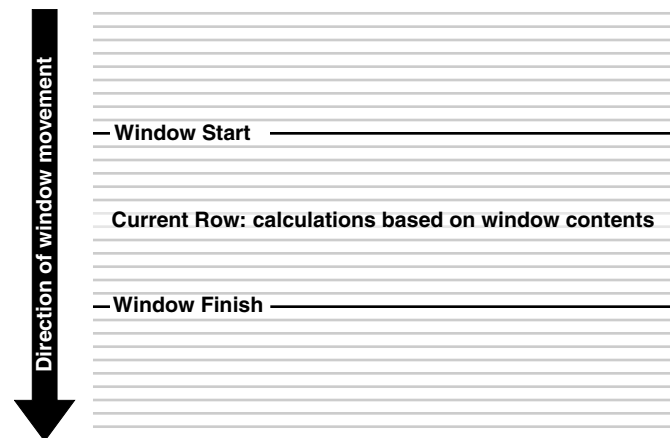 Direction of window movement
Window Start
Current Row: calculations based on window contents
Window Finish